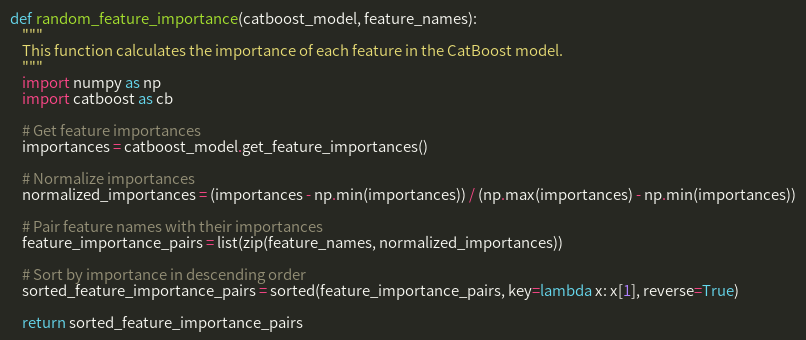 def random_feature_importance(catboost_model, feature_names):
"""
This function calculates the importance of each feature in the CatBoost model.
"""
import numpy as np
import catboost as cb
# Get feature importances
importances = catboost_model.get_feature_importances()
# Normalize importances
normalized_importances = (importances - np.min(importances)) / (np.max(importances) - np.min(importances))
# Pair feature names with their importances
feature_importance_pairs = list(zip(feature_names, normalized_importances))
# Sort by importance in descending order
sorted_feature_importance_pairs = sorted(feature_importance_pairs, key=lambda x: x[1], reverse=True)
return sorted_feature_importance_pairs